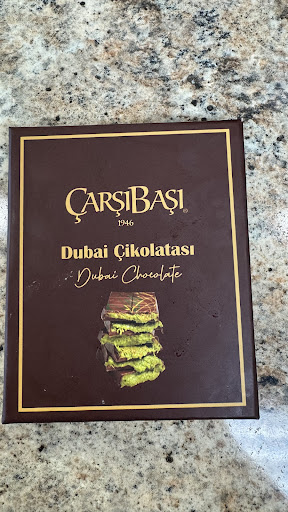 ÇARŞIBAŞI®
1946
Dubai Çikolatası
Dubai Chocolate